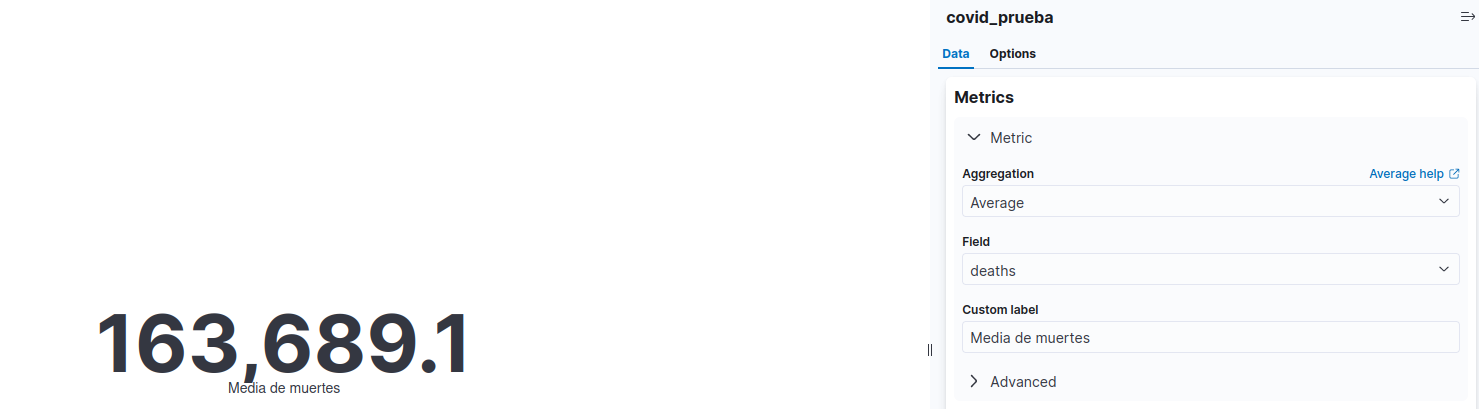 163,689.1
Media de muertes
covid_prueba
Data Options
Metrics
Metric
Aggregation Average help
Average
Field
deaths
Custom label
Media de muertes
Advanced